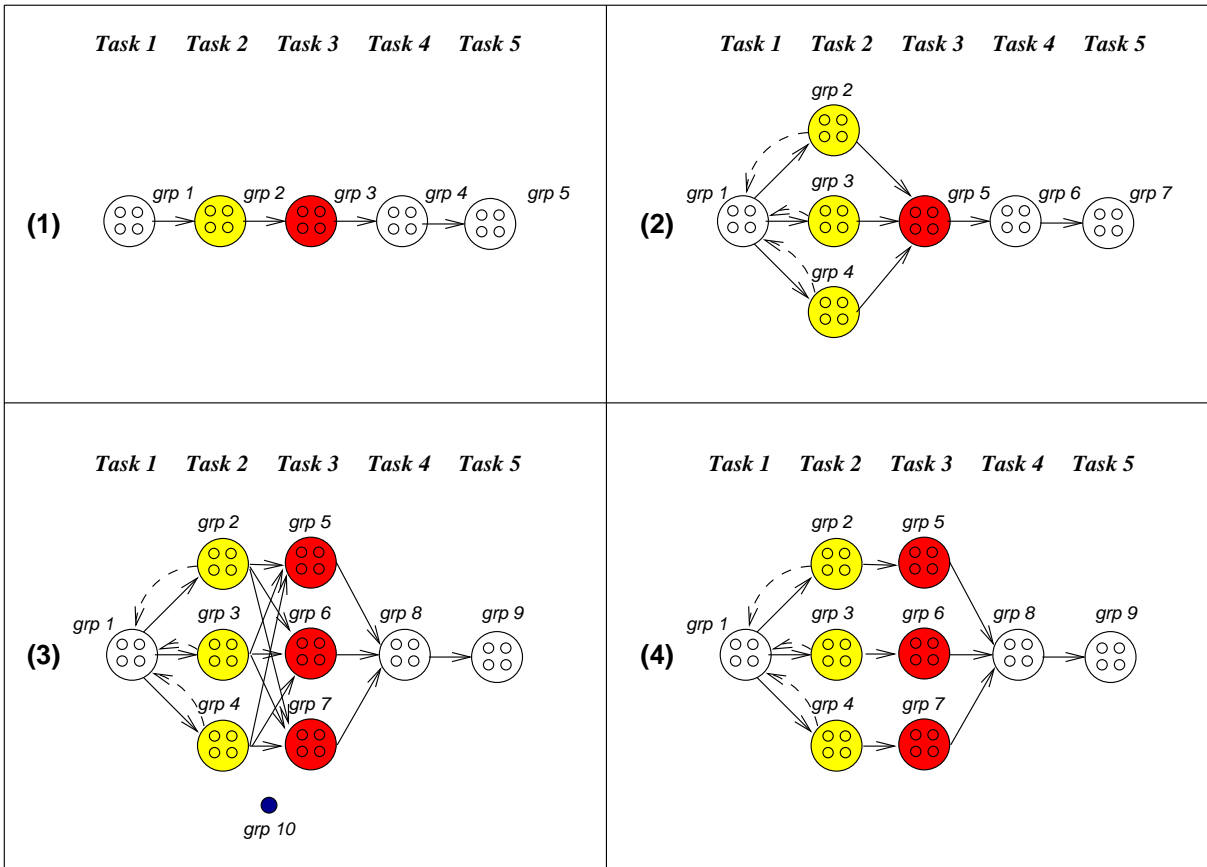 Task 1 Task 2 Task 3 Task 4 Task 5
grp 1 grp 2 grp 3 grp 4 grp 5
(1)
Task 1 Task 2 Task 3 Task 4 Task 5
grp 2
grp 1 grp 3 grp 5 grp 6 grp 7
(2)
grp 4
Task 1 Task 2 Task 3 Task 4 Task 5
grp 2 grp 5
grp 1 grp 3 grp 6 grp 8 grp 9
(3)
grp 4 grp 7
grp 10
Task 1 Task 2 Task 3 Task 4 Task 5
grp 2 grp 5
grp 1 grp 3 grp 6 grp 8 grp 9
(4)
grp 4 grp 7